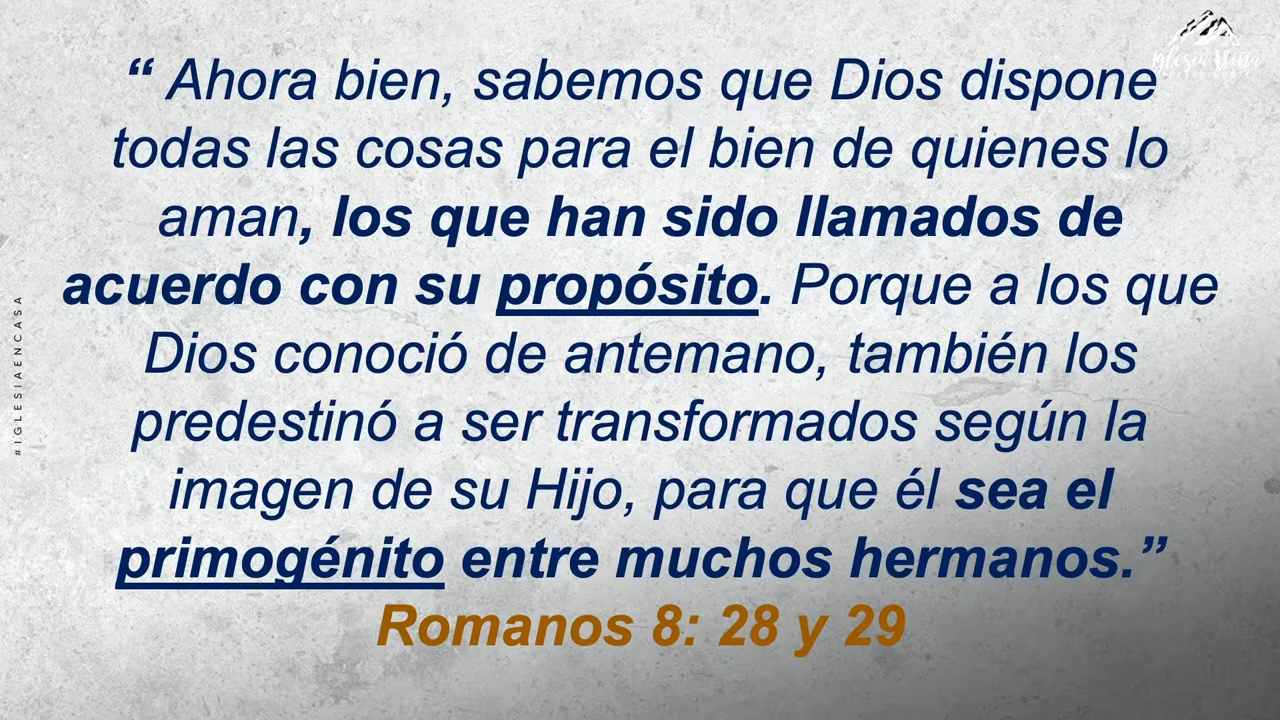 “ Ahora bien, sabemos que Dios dispone
todas las cosas para el bien de quienes lo
aman, los que han sido llamados de
acuerdo con su propósito. Porque a los que
Dios conoció de antemano, también los
predestinó a ser transformados según la
imagen de su Hijo, para que él sea el
primogénito entre muchos hermanos.”
Romanos 8: 28 y 29
#IGLESIAENCASA
Iglesia Viña